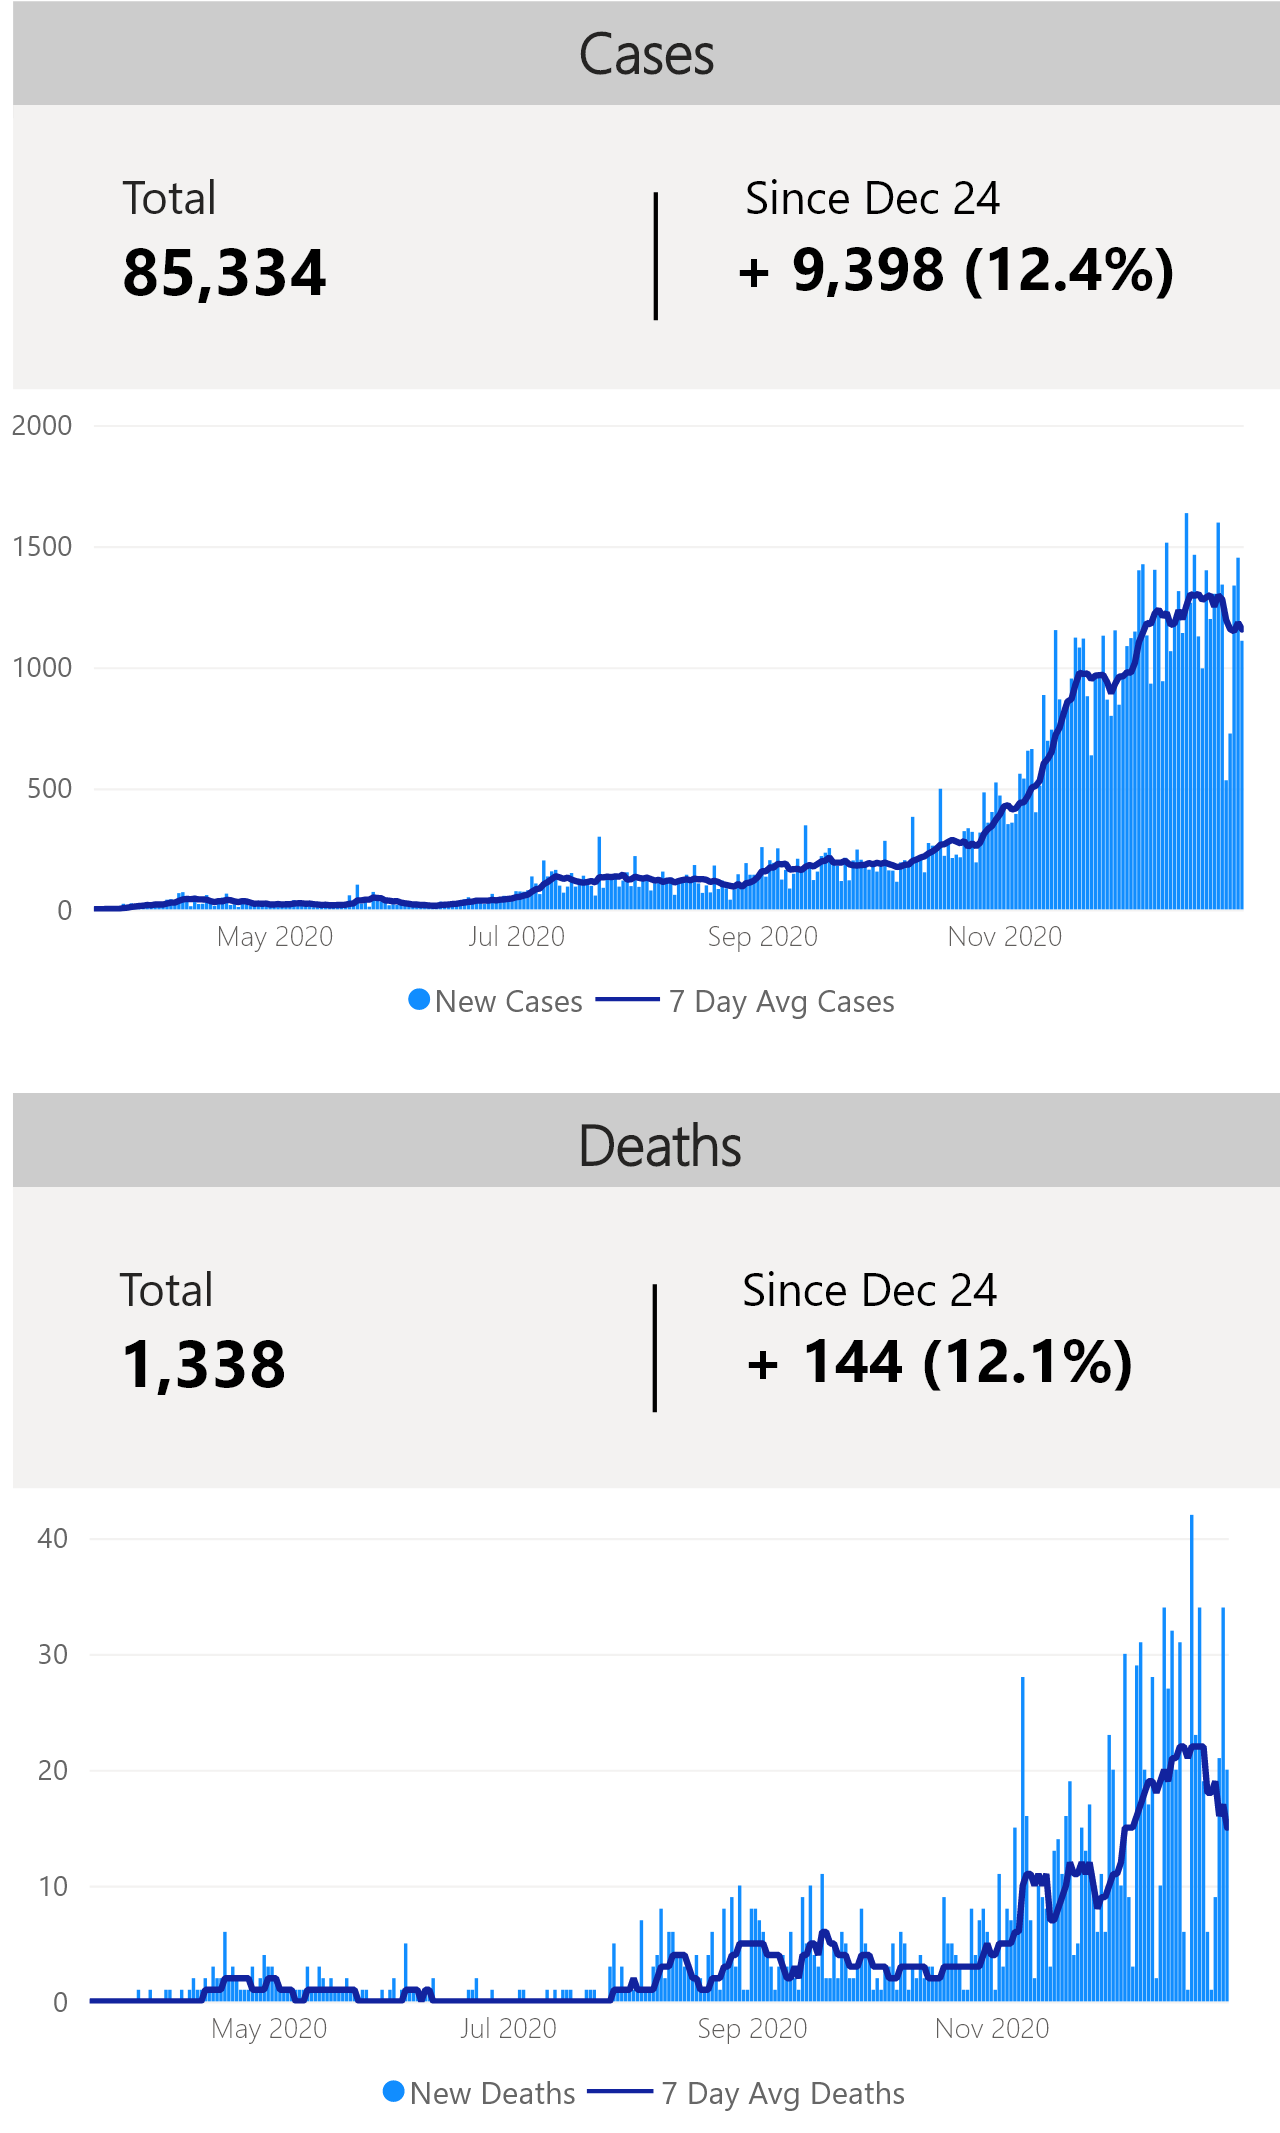 Cases
Total
Since Dec 24
85,334
+ 9,398 (12.4%)
2000
1500
1000
500
0
May 2020
Jul 2020
Sep 2020
Nov 2020
New Cases
7 Day Avg Cases
Deaths
Total
Since Dec 24
1,338
+ 144 (12.1%)
40
30
20
10
0
May 2020
Jul 2020
Sep 2020
Nov 2020
New Deaths
7 Day Avg Deaths